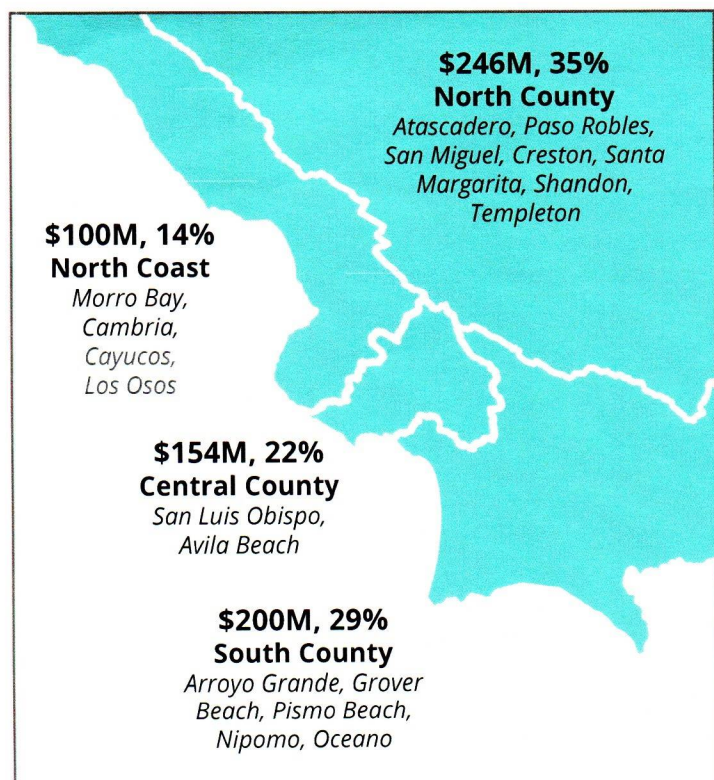 $246M, 35%
North County
Atascadero, Paso Robles,
San Miguel, Creston, Santa
Margarita, Shandon,
Templeton
$100M, 14%
North Coast
Morro Bay,
Cambria,
Cayucos,
Los Osos
$154M, 22%
Central County
San Luis Obispo,
Avila Beach
$200M, 29%
South County
Arroyo Grande, Grover
Beach, Pismo Beach,
Nipomo, Oceano